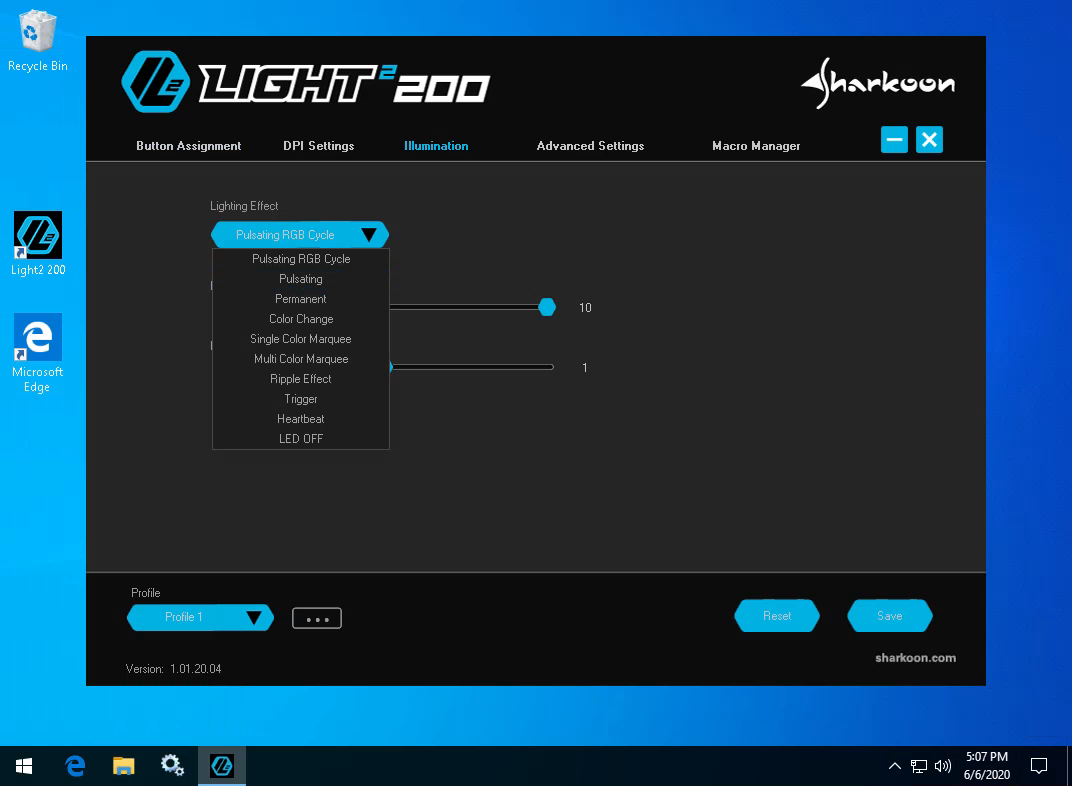 Recycle Bin
Light2 200
Microsoft
Edge
LIGHT² 200
Sharkoon
Button Assignment
DPI Settings
Illumination
Advanced Settings
Macro Manager
Lighting Effect
Pulsating RGB Cycle
Pulsating RGB Cycle
Pulsating
Permanent
Color Change
Single Color Marquee
Multi Color Marquee
Ripple Effect
Trigger
Heartbeat
LED OFF
10
1
Profile
Profile 1
...
Reset
Save
sharkoon.com
Version: 1.01.20.04
5:07 PM
6/6/2020